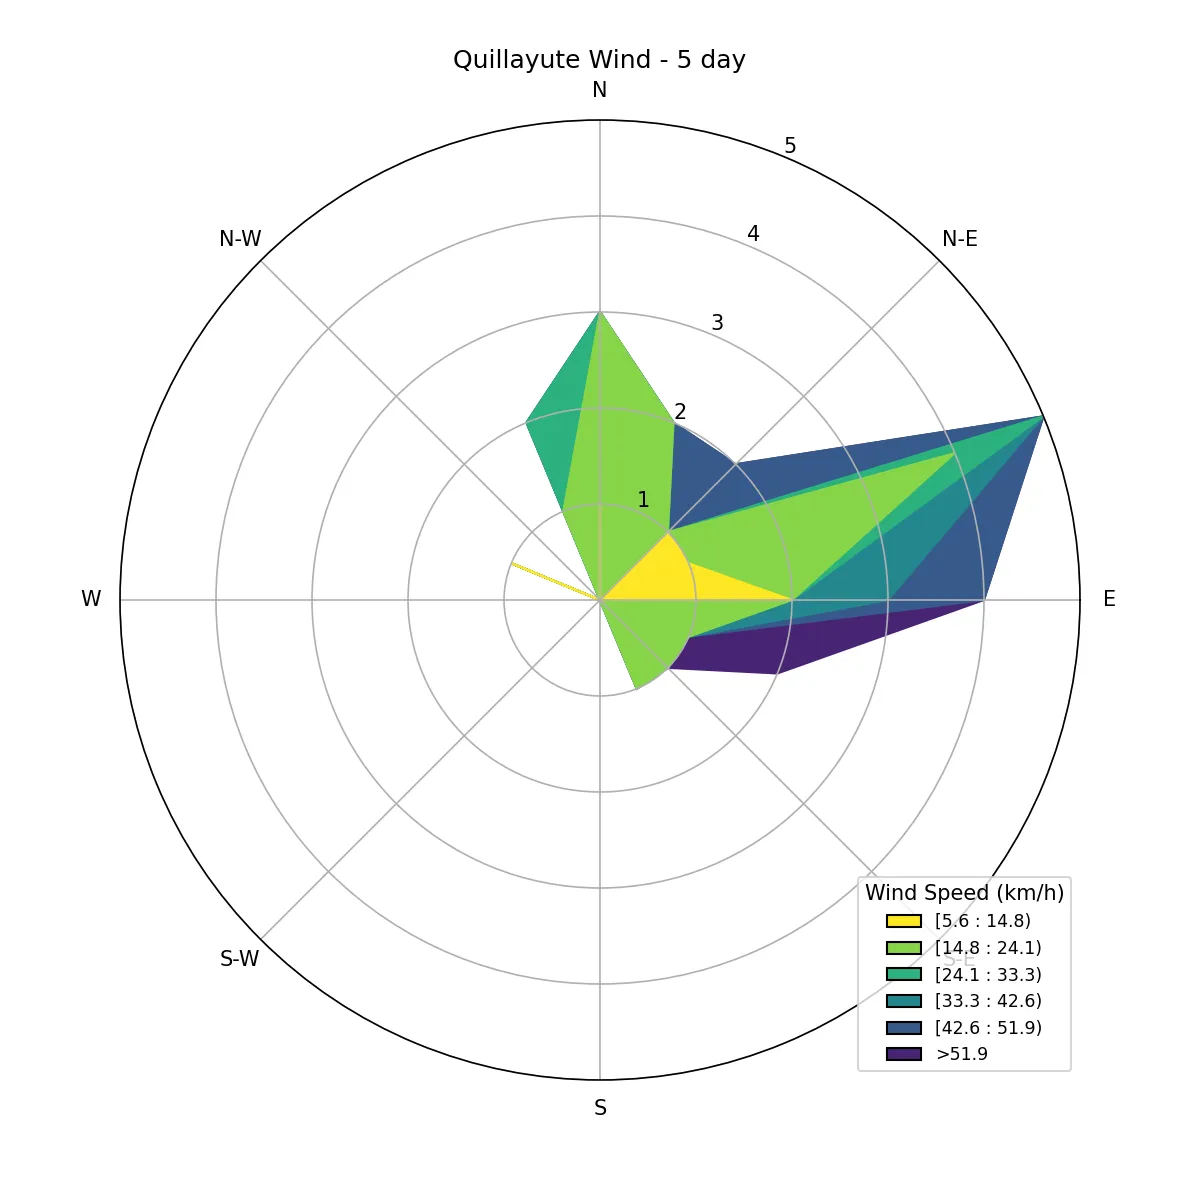 Quillayute Wind - 5 day
N
5
N-W
N-E
4
3
2
1
W
E
Wind Speed (km/h)
[5.6 : 14.8)
[14.8 : 24.1)
S-W
S-E
[24.1 : 33.3)
[33.3 : 42.6)
[42.6 : 51.9)
>51.9
S